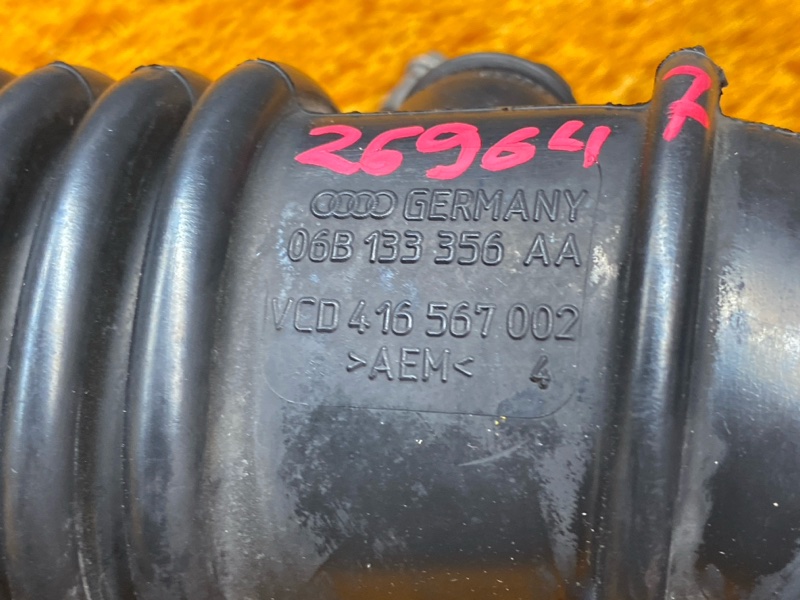 26964 7
GERMANY
06B 133 356 AA
VCD 416 567 002
>AEM< 4